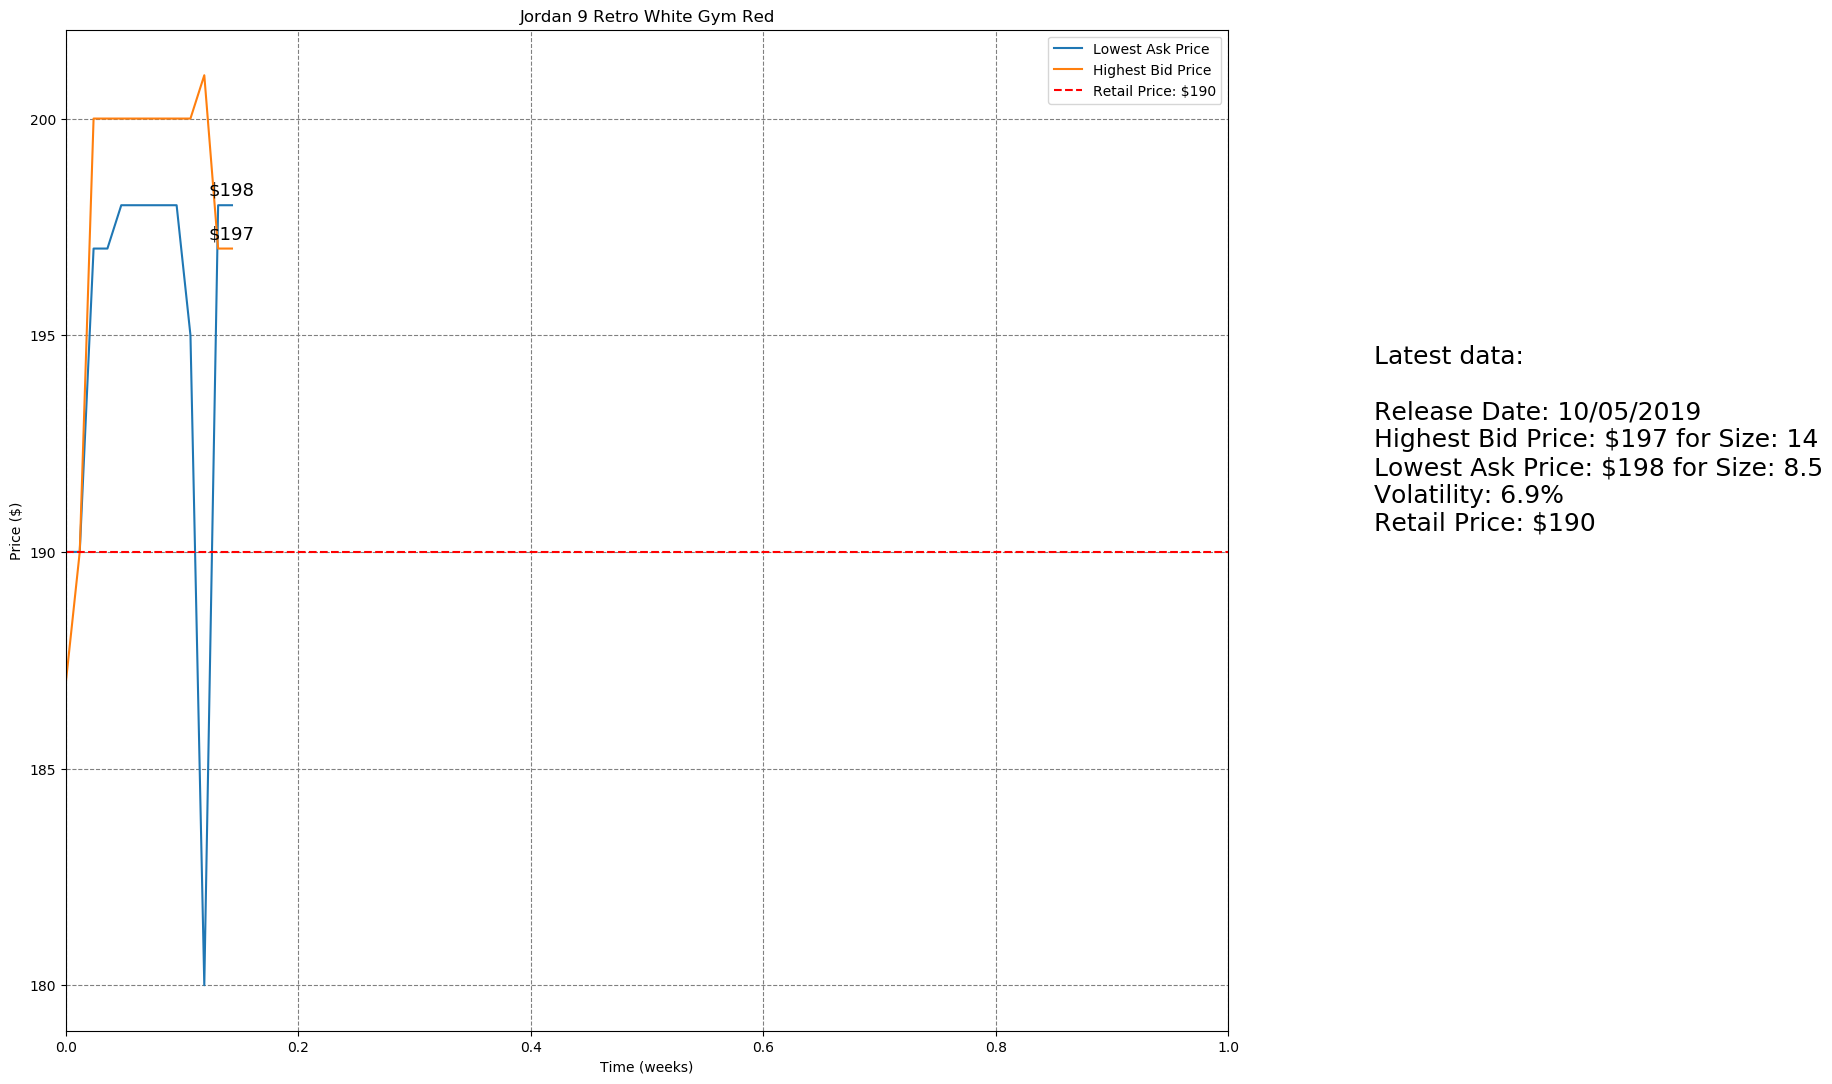 Jordan 9 Retro White Gym Red
Lowest Ask Price
Highest Bid Price
Retail Price: $190
200
195
190
185
180
Price ($)
$198
$197
0.0
0.2
0.4
0.6
0.8
1.0
Time (weeks)
Latest data:
Release Date: 10/05/2019
Highest Bid Price: $197 for Size: 14
Lowest Ask Price: $198 for Size: 8.5
Volatility: 6.9%
Retail Price: $190